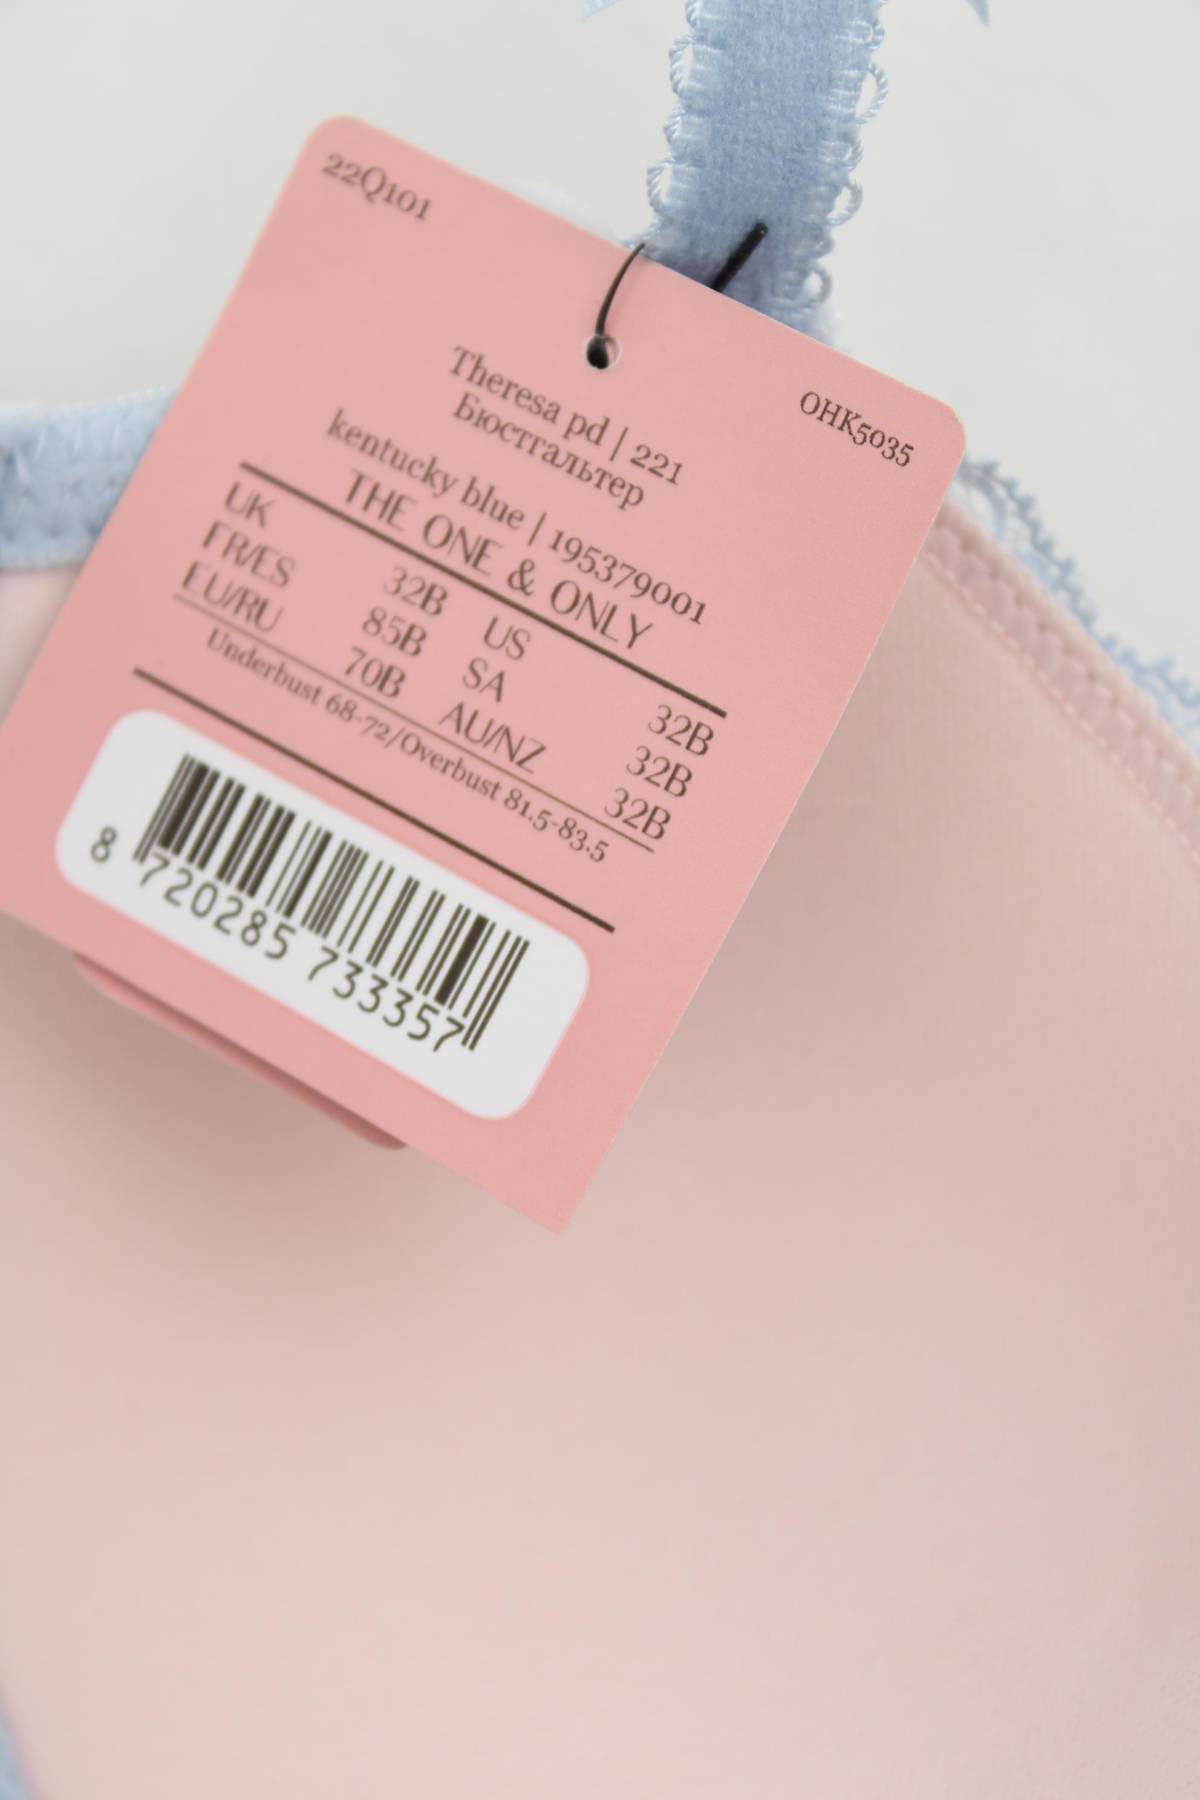 22Q101
OHK5035
Theresa pd | 221
Бюстгальтер
kentucky blue | 195379001
THE ONE & ONLY
UK 32B US 32B
FR/ES 85B SA 32B
EU/RU 70B AU/NZ 32B
Underbust 68-72/Overbust 81.5-83.5
8 720285 733357